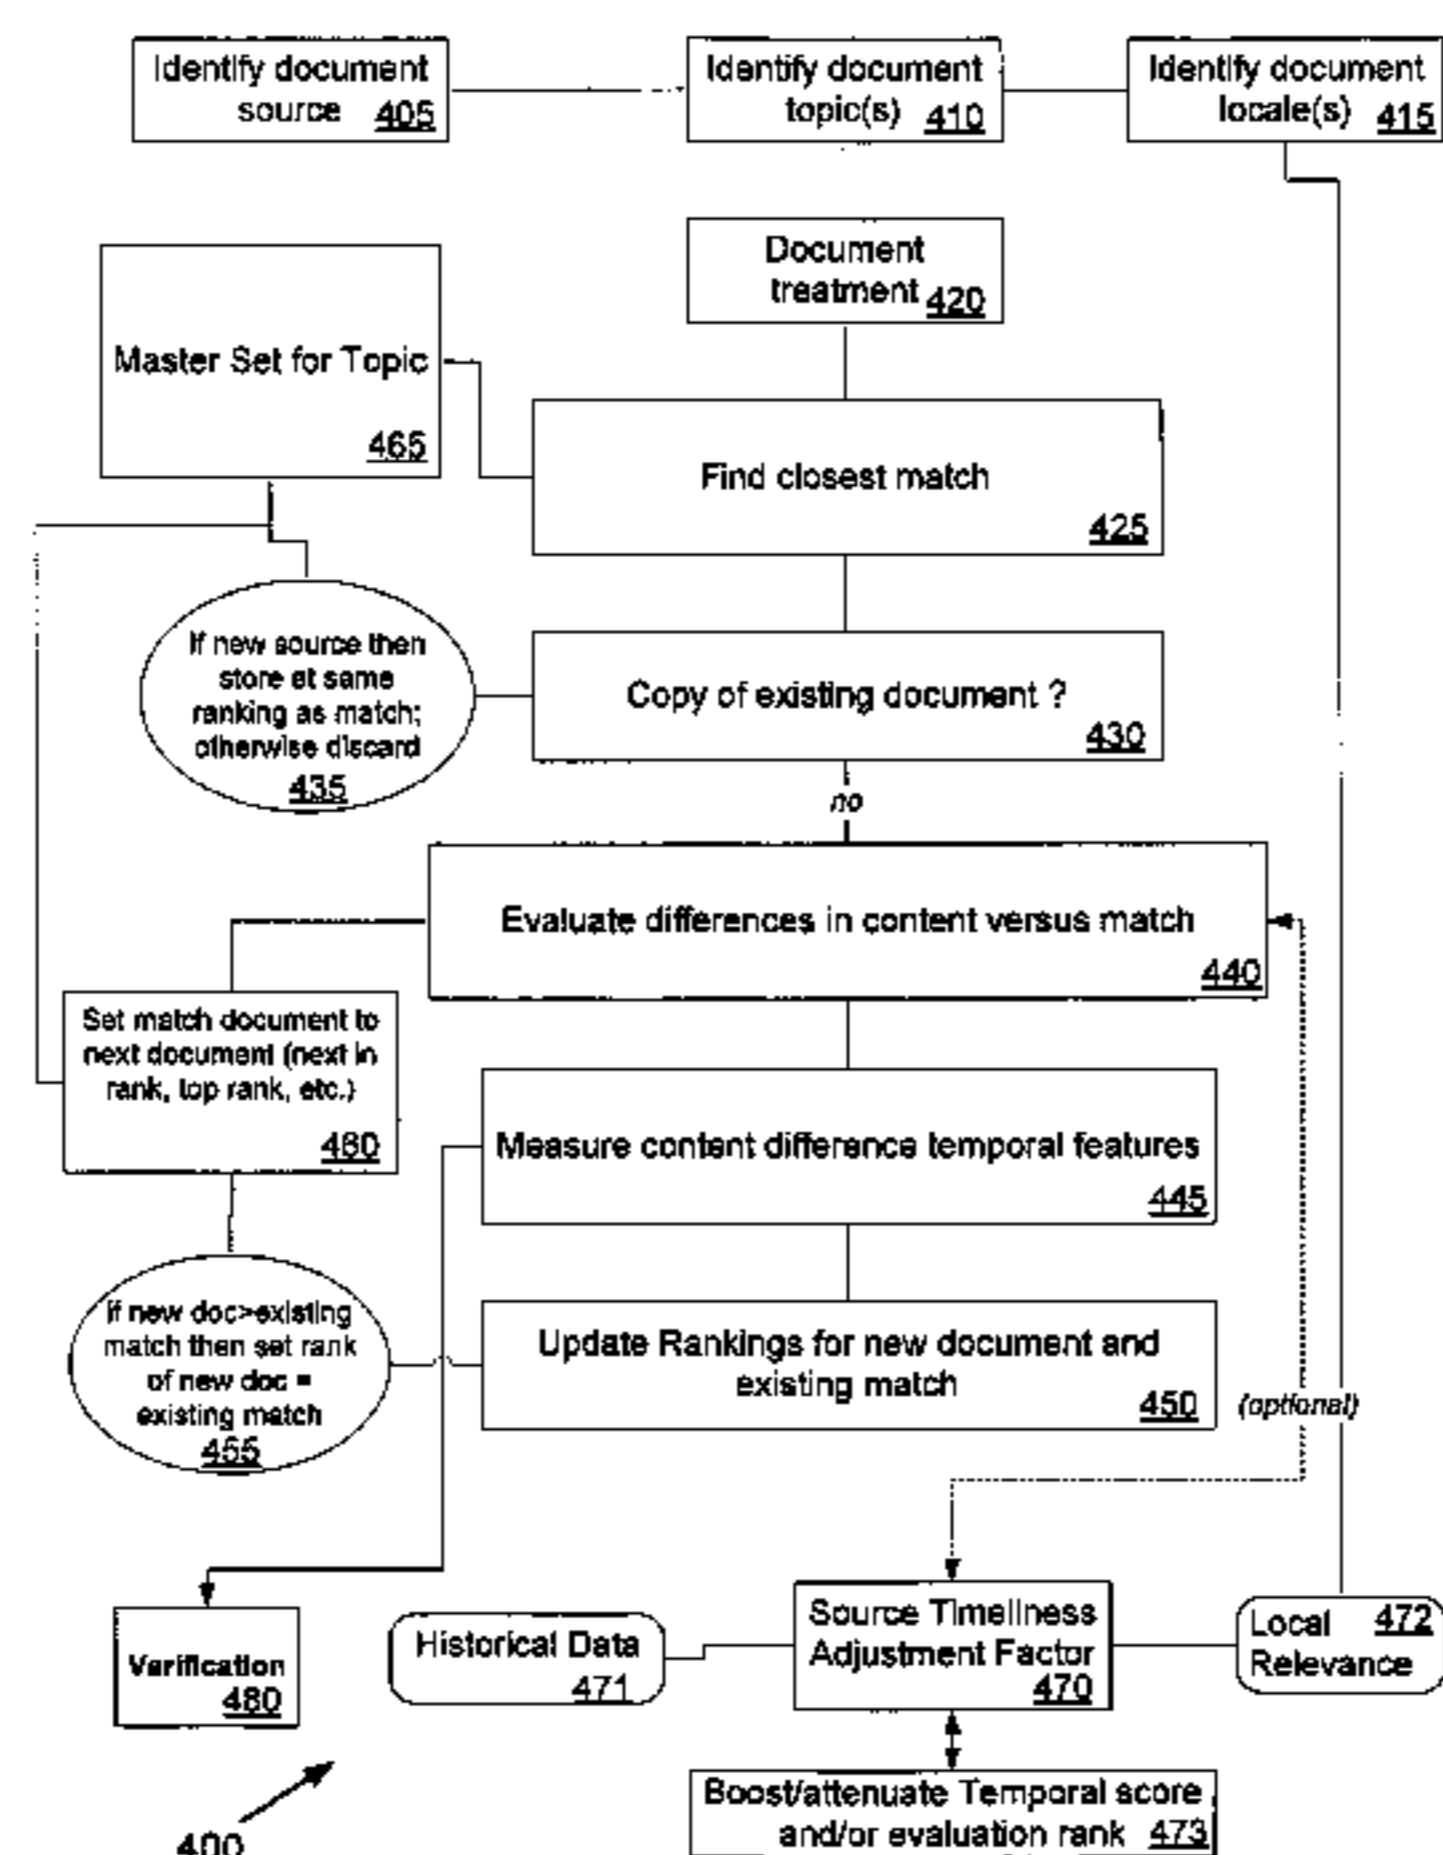 Identify document
source 405
Identify document
topic(s) 410
Identify document
locale(s) 415
Document
treatment 420
Master Set for Topic
465
Find closest match
425
If new source then
store at same
ranking as match;
otherwise discard
435
Copy of existing document ?
430
no
Evaluate differences in content versus match
440
Set match document to
next document (next in
rank, top rank, etc.)
460
Measure content difference temporal features
445
If new doc>existing
match then set rank
of new doc =
existing match
455
Update Rankings for new document and
existing match
450
(optional)
Verification
480
Historical Data
471
Source Timeliness
Adjustment Factor
470
Local 472
Relevance
Boost/attenuate Temporal score
and/or evaluation rank 473
400